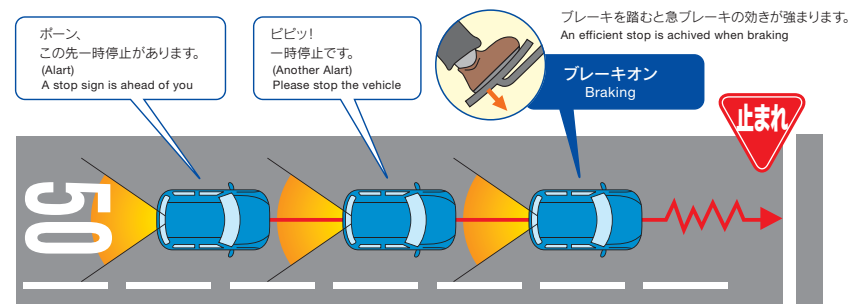 ポーン、
この先一時停止があります。
(Alart)
A stop sign is ahead of you
ピピッ!
一時停止です。
(Another Alart)
Please stop the vehicle
ブレーキを踏むと急ブレーキの効きが強まります。
An efficient stop is achived when braking
ブレーキオン
Braking
止まれ
50